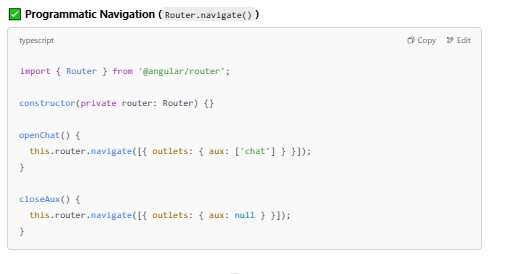 ✅ Programmatic Navigation (Router.navigate())
typescript
Copy
Edit
import { Router } from '@angular/router';
constructor(private router: Router) {}
openChat() {
this.router.navigate([{ outlets: { aux: ['chat'] } }]);
}
closeAux() {
this.router.navigate([{ outlets: { aux: null } }]);
}